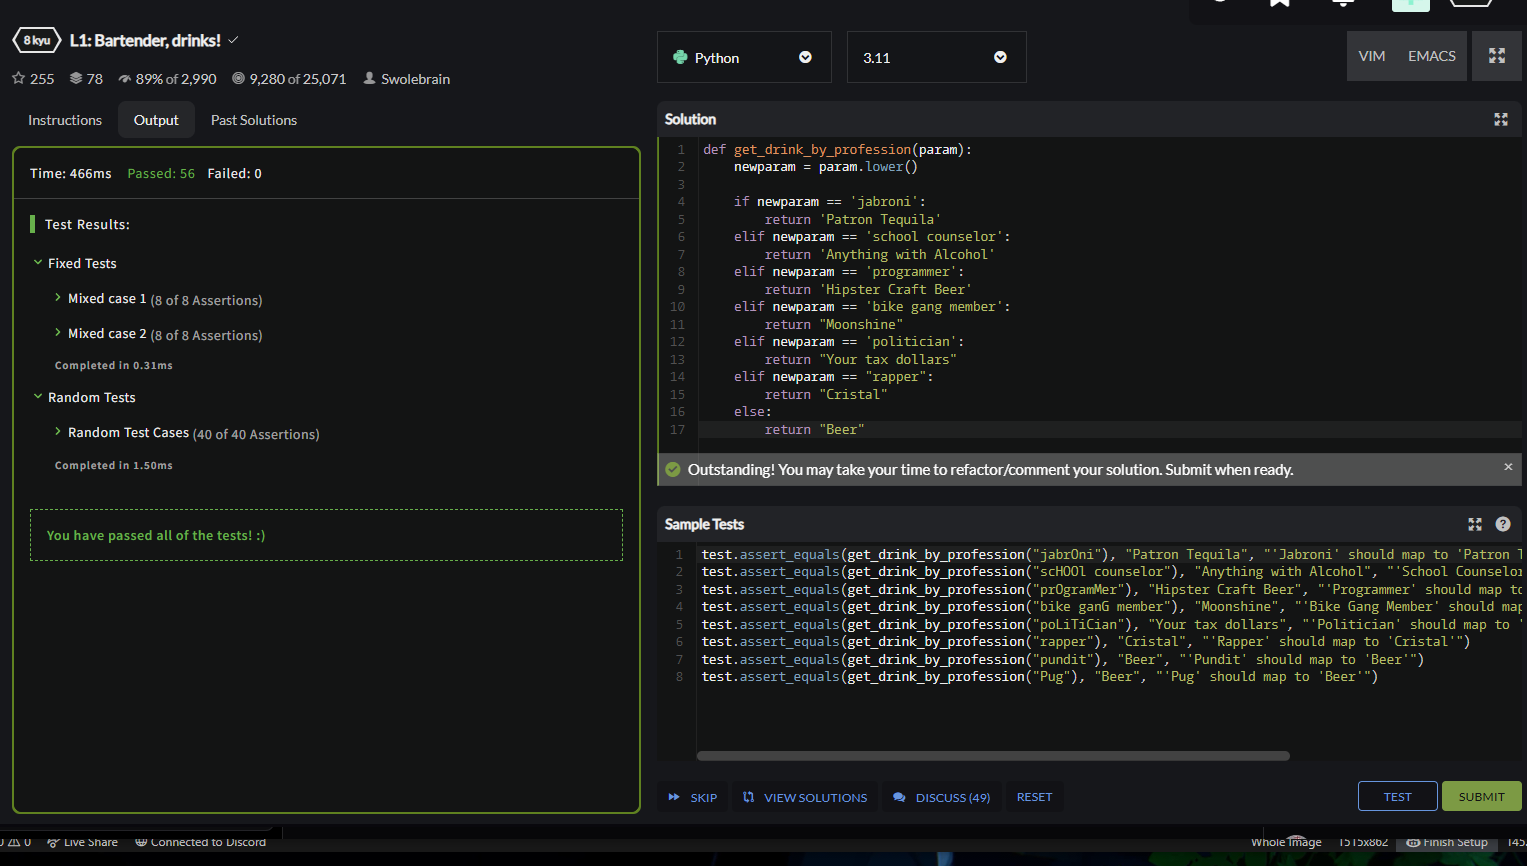 8 kyu L1: Bartender, drinks!
255 78 89% of 2,990 9,280 of 25,071 Swolebrain
Instructions Output Past Solutions
Time: 466ms Passed: 56 Failed: 0
Test Results:
Fixed Tests
Mixed case 1 (8 of 8 Assertions)
Mixed case 2 (8 of 8 Assertions)
Completed in 0.31ms
Random Tests
Random Test Cases (40 of 40 Assertions)
Completed in 1.50ms
You have passed all of the tests! :)
Python 3.11 VIM EMACS
Solution
1 def get_drink_by_profession(param):
2 newparam = param.lower()
3
4 if newparam == 'jabroni':
5 return 'Patron Tequila'
6 elif newparam == 'school counselor':
7 return 'Anything with Alcohol'
8 elif newparam == 'programmer':
9 return 'Hipster Craft Beer'
10 elif newparam == 'bike gang member':
11 return "Moonshine"
12 elif newparam == 'politician':
13 return "Your tax dollars"
14 elif newparam == "rapper":
15 return "Cristal"
16 else:
17 return "Beer"
Outstanding! You may take your time to refactor/comment your solution. Submit when ready.
Sample Tests
1 test.assert_equals(get_drink_by_profession("jabrOni"), "Patron Tequila", "'Jabroni' should map to 'Patron T
2 test.assert_equals(get_drink_by_profession("scHOOl counselor"), "Anything with Alcohol", "'School Counselor
3 test.assert_equals(get_drink_by_profession("prOgramMer"), "Hipster Craft Beer", "'Programmer' should map to
4 test.assert_equals(get_drink_by_profession("bike ganG member"), "Moonshine", "'Bike Gang Member' should map
5 test.assert_equals(get_drink_by_profession("poLiTiCian"), "Your tax dollars", "'Politician' should map to '
6 test.assert_equals(get_drink_by_profession("rapper"), "Cristal", "'Rapper' should map to 'Cristal'")
7 test.assert_equals(get_drink_by_profession("pundit"), "Beer", "'Pundit' should map to 'Beer'")
8 test.assert_equals(get_drink_by_profession("Pug"), "Beer", "'Pug' should map to 'Beer'")
SKIP VIEW SOLUTIONS DISCUSS (49) RESET TEST SUBMIT
0 Live Share Connected to Discord Whole Image 1515x862 Finish Setup 145